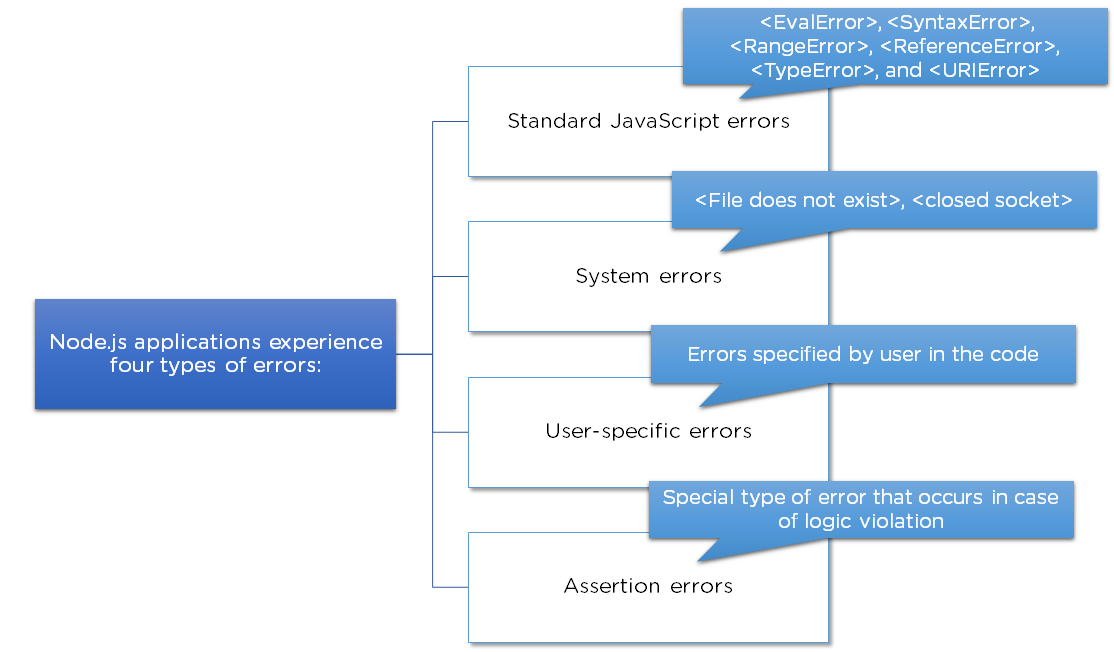 <EvalError>, <SyntaxError>,
<RangeError>, <ReferenceError>,
<TypeError>, and <URIError>
Standard JavaScript errors
<File does not exist>, <closed socket>
System errors
Node.js applications experience
four types of errors:
Errors specified by user in the code
User-specific errors
Special type of error that occurs in case
of logic violation
Assertion errors